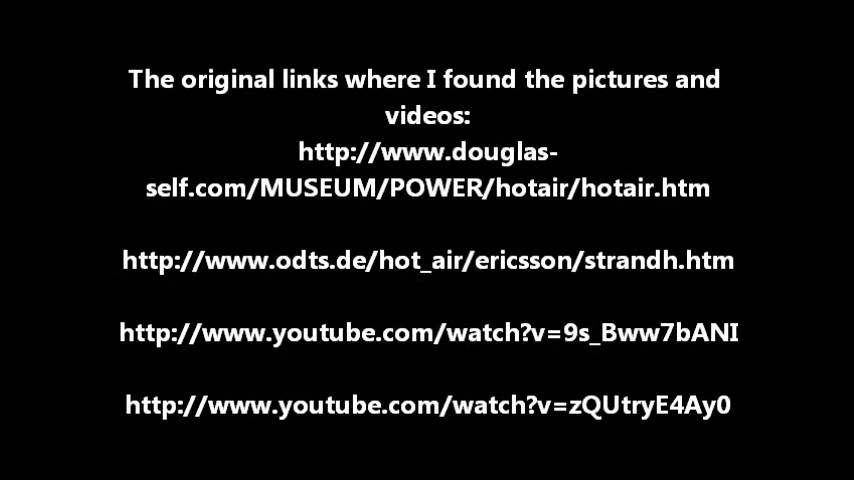 The original links where I found the pictures and
videos:
http://www.douglas-
self.com/MUSEUM/POWER/hotair/hotair.htm
http://www.odts.de/hot_air/ericsson/strandh.htm
http://www.youtube.com/watch?v=9s_Bww7bANI
http://www.youtube.com/watch?v=zQUtryE4Ay0